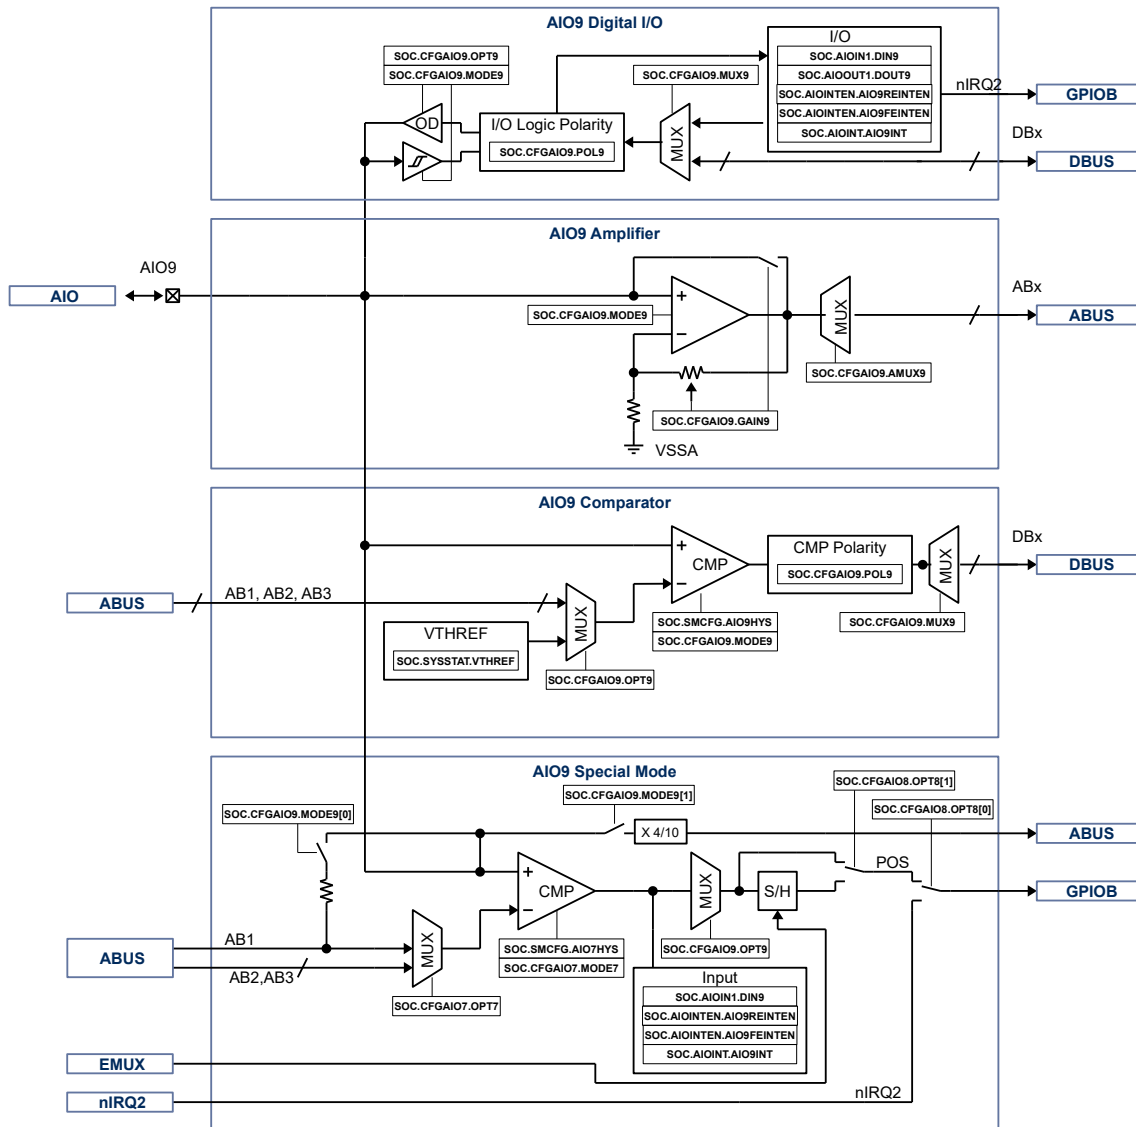 AIO9 Digital I/O
SOC.CFGAIO9.OPT9
SOC.CFGAIO9.MODE9
SOC.CFGAIO9.MUX9
I/O
SOC.AIOIN1.DIN9
SOC.AIOOUT1.DOUT9
SOC.AIOINTEN.AIO9REINTEN
SOC.AIOINTEN.AIO9FEINTEN
SOC.AIOINT.AIO9INT
nIRQ2
GPIOB
OD
I/O Logic Polarity
SOC.CFGAIO9.POL9
MUX
DBx
DBUS
AIO9 Amplifier
AIO9
AIO
SOC.CFGAIO9.MODE9
+
−
MUX
ABx
ABUS
SOC.CFGAIO9.AMUX9
SOC.CFGAIO9.GAIN9
VSSA
AIO9 Comparator
+
−
CMP
CMP Polarity
SOC.CFGAIO9.POL9
MUX
DBx
DBUS
ABUS
AB1, AB2, AB3
MUX
VTHREF
SOC.SYSSTAT.VTHREF
SOC.SMCFG.AIO9HYS
SOC.CFGAIO9.MODE9
SOC.CFGAIO9.MUX9
SOC.CFGAIO9.OPT9
AIO9 Special Mode
SOC.CFGAIO9.MODE9[0]
SOC.CFGAIO9.MODE9[1]
SOC.CFGAIO8.OPT8[1]
SOC.CFGAIO8.OPT8[0]
X 4/10
ABUS
+
−
CMP
MUX
S/H
POS
GPIOB
ABUS
AB1
AB2,AB3
MUX
SOC.SMCFG.AIO7HYS
SOC.CFGAIO7.MODE7
SOC.CFGAIO9.OPT9
SOC.CFGAIO7.OPT7
Input
SOC.AIOIN1.DIN9
SOC.AIOINTEN.AIO9REINTEN
SOC.AIOINTEN.AIO9FEINTEN
SOC.AIOINT.AIO9INT
EMUX
nIRQ2
nIRQ2